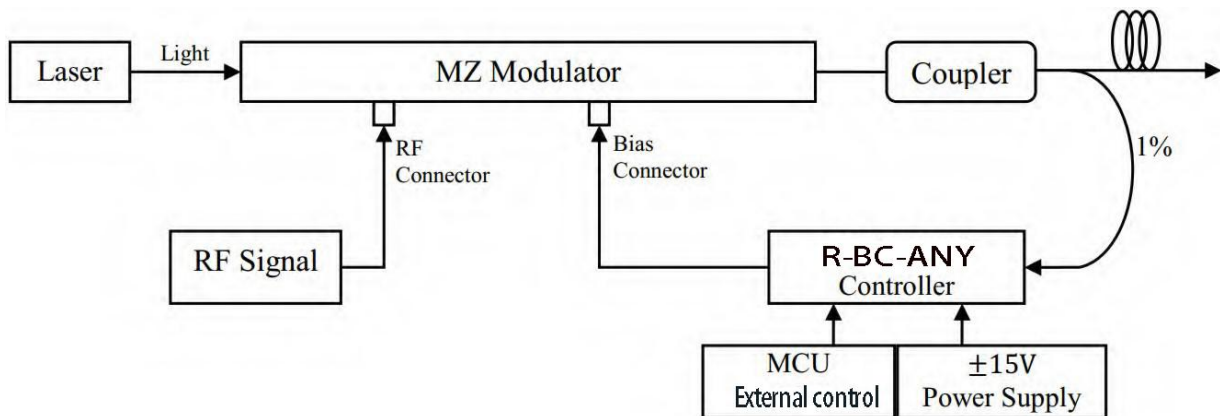 Laser
Light
MZ Modulator
Coupler
RF
Connector
Bias
Connector
1%
RF Signal
R-BC-ANY
Controller
MCU
External control
±15V
Power Supply